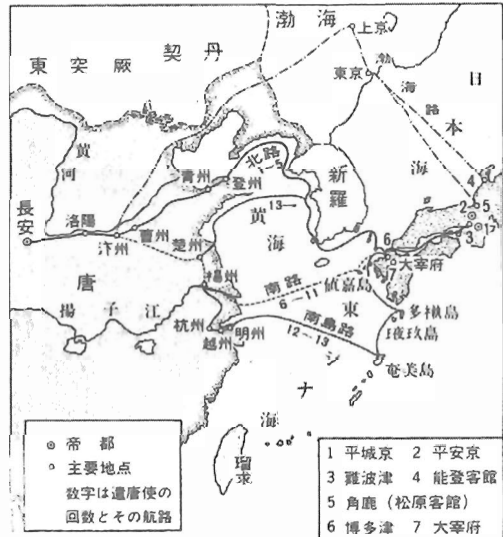 渤海
上京
東突厥
契丹
東京
渤海路
日本海
黄河
青州
登州
北路
1-5
新羅
長安
洛陽
汴州
曹州
楚州
13
黄海
4
5
2
1
3
6
7
大宰府
唐
揚州
南路
6-11
値嘉島
東シナ海
多褹島
揚子江
杭州
越州
明州
南島路
12-13
奄美島
琉求
◎ 帝都
○ 主要地点
数字は遣唐使の
回数とその航路
1 平城京 2 平安京
3 難波津 4 能登客館
5 角鹿(松原客館)
6 博多津 7 大宰府